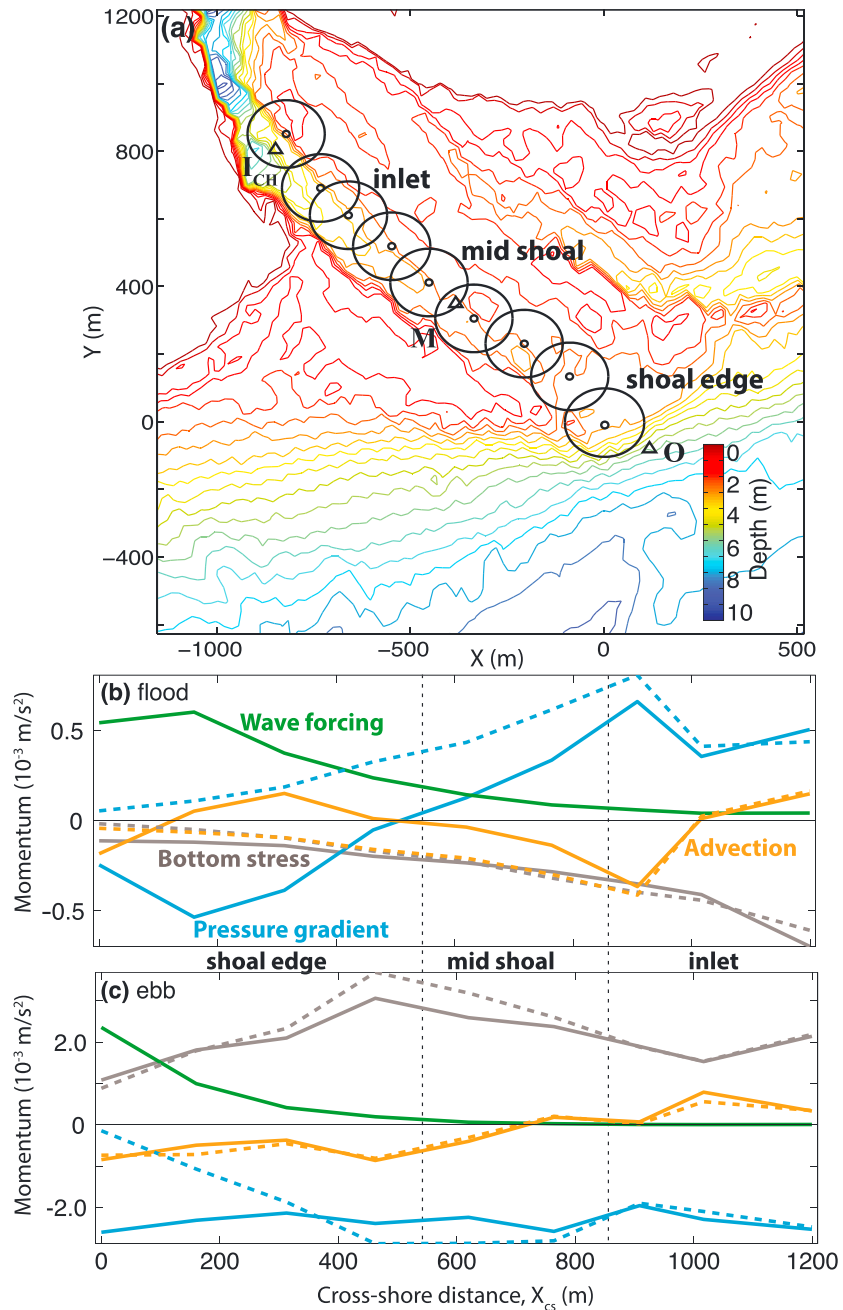 (a)
1200
800
400
0
−400
Y (m)
I_CH
inlet
mid shoal
M
shoal edge
O
0
2
4
6
8
10
Depth (m)
−1000
−500
0
500
X (m)
(b) flood
Wave forcing
Bottom stress
Advection
Pressure gradient
0.5
0
-0.5
Momentum (10⁻³ m/s²)
shoal edge
mid shoal
inlet
(c) ebb
2.0
0
-2.0
Momentum (10⁻³ m/s²)
0
200
400
600
800
1000
1200
Cross-shore distance, X_cs (m)